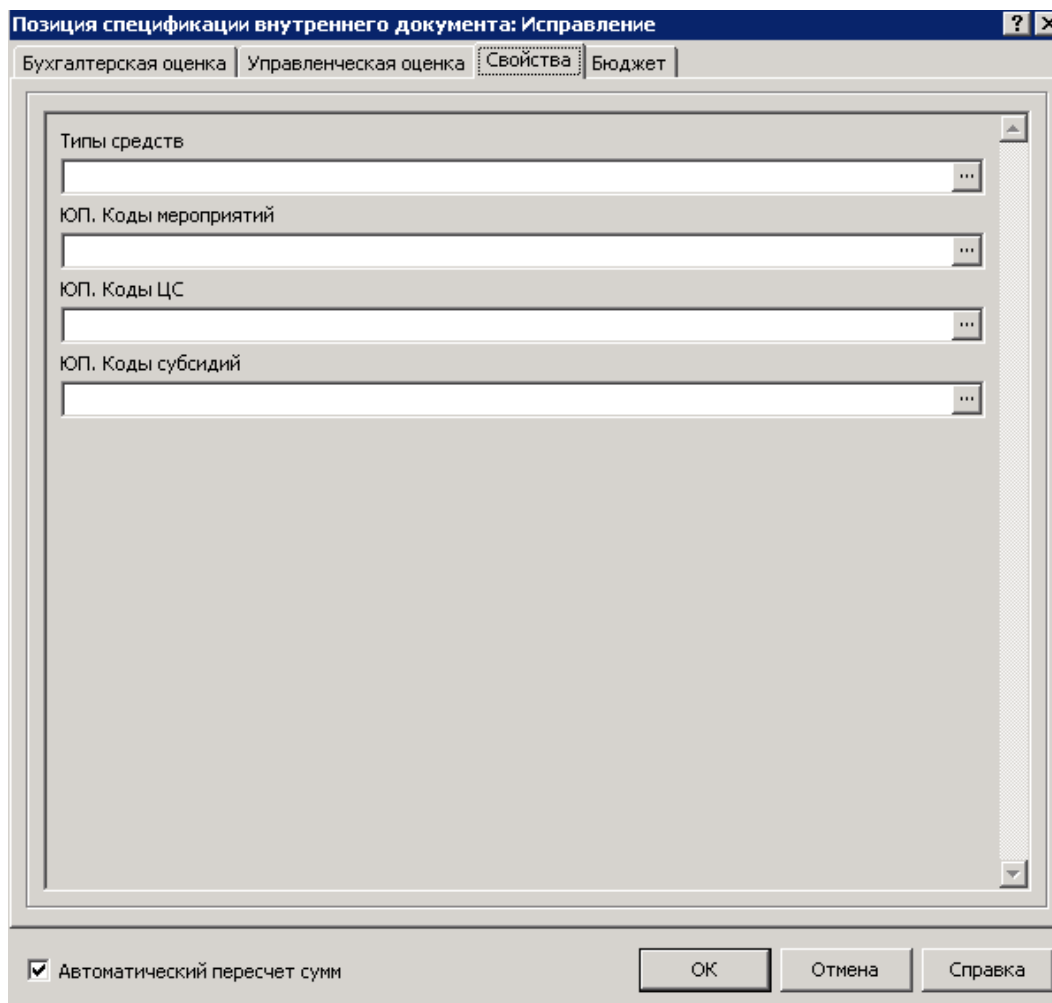 Позиция спецификации внутреннего документа: Исправление
Бухгалтерская оценка Управленческая оценка Свойства Бюджет
Типы средств
ЮП. Коды мероприятий
ЮП. Коды ЦС
ЮП. Коды субсидий
Автоматический пересчет сумм ОК Отмена Справка